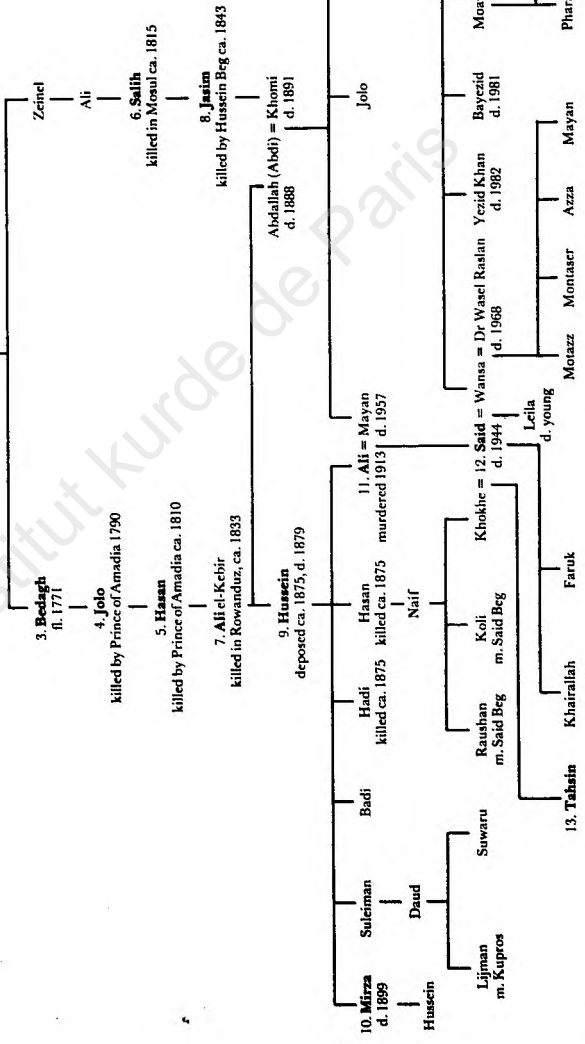 Zeinel
3. Bedagh
fl. 1771
Ali
4. Jolo
killed by Prince of Amadia 1790
6. Salih
killed in Mosul ca. 1815
5. Hasan
killed by Prince of Amadia ca. 1810
8. Jasim
killed by Hussein Beg ca. 1843
7. Ali el-Kebir
killed in Rowanduz, ca. 1833
Abdallah (Abdi) = Khomi
d. 1888
d. 1891
9. Hussein
deposed ca. 1875, d. 1879
10. Mirza
d. 1899
Suleiman
Badi
Hadi
killed ca. 1875
Hasan
killed ca. 1875
11. Ali = Mayan
murdered 1913
d. 1957
Jolo
Hussein
Daud
Naif
Lijman
m. Kupros
Suwaru
Raushan
m. Said Beg
Koli
m. Said Beg
Khokhe = 12. Said = Wansa = Dr Wasel Raslan
d. 1944
d. 1968
Yezid Khan
d. 1982
Bayezid
d. 1981
Moa
Leila
d. young
13. Tahsin
Khairallah
Faruk
Motazz
Montaser
Azza
Mayan
Phar
stitut kurde de Paris